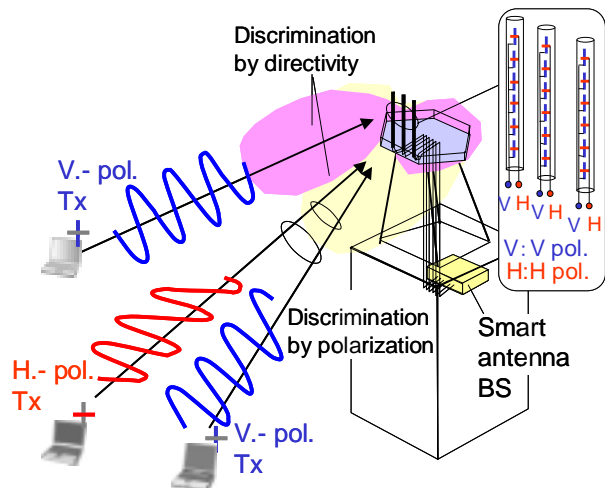 Discrimination
by directivity
V.- pol.
Tx
H.- pol.
Tx
V.- pol.
Tx
Discrimination
by polarization
Smart
antenna
BS
V H
V H
V H
V: V pol.
H:H pol.